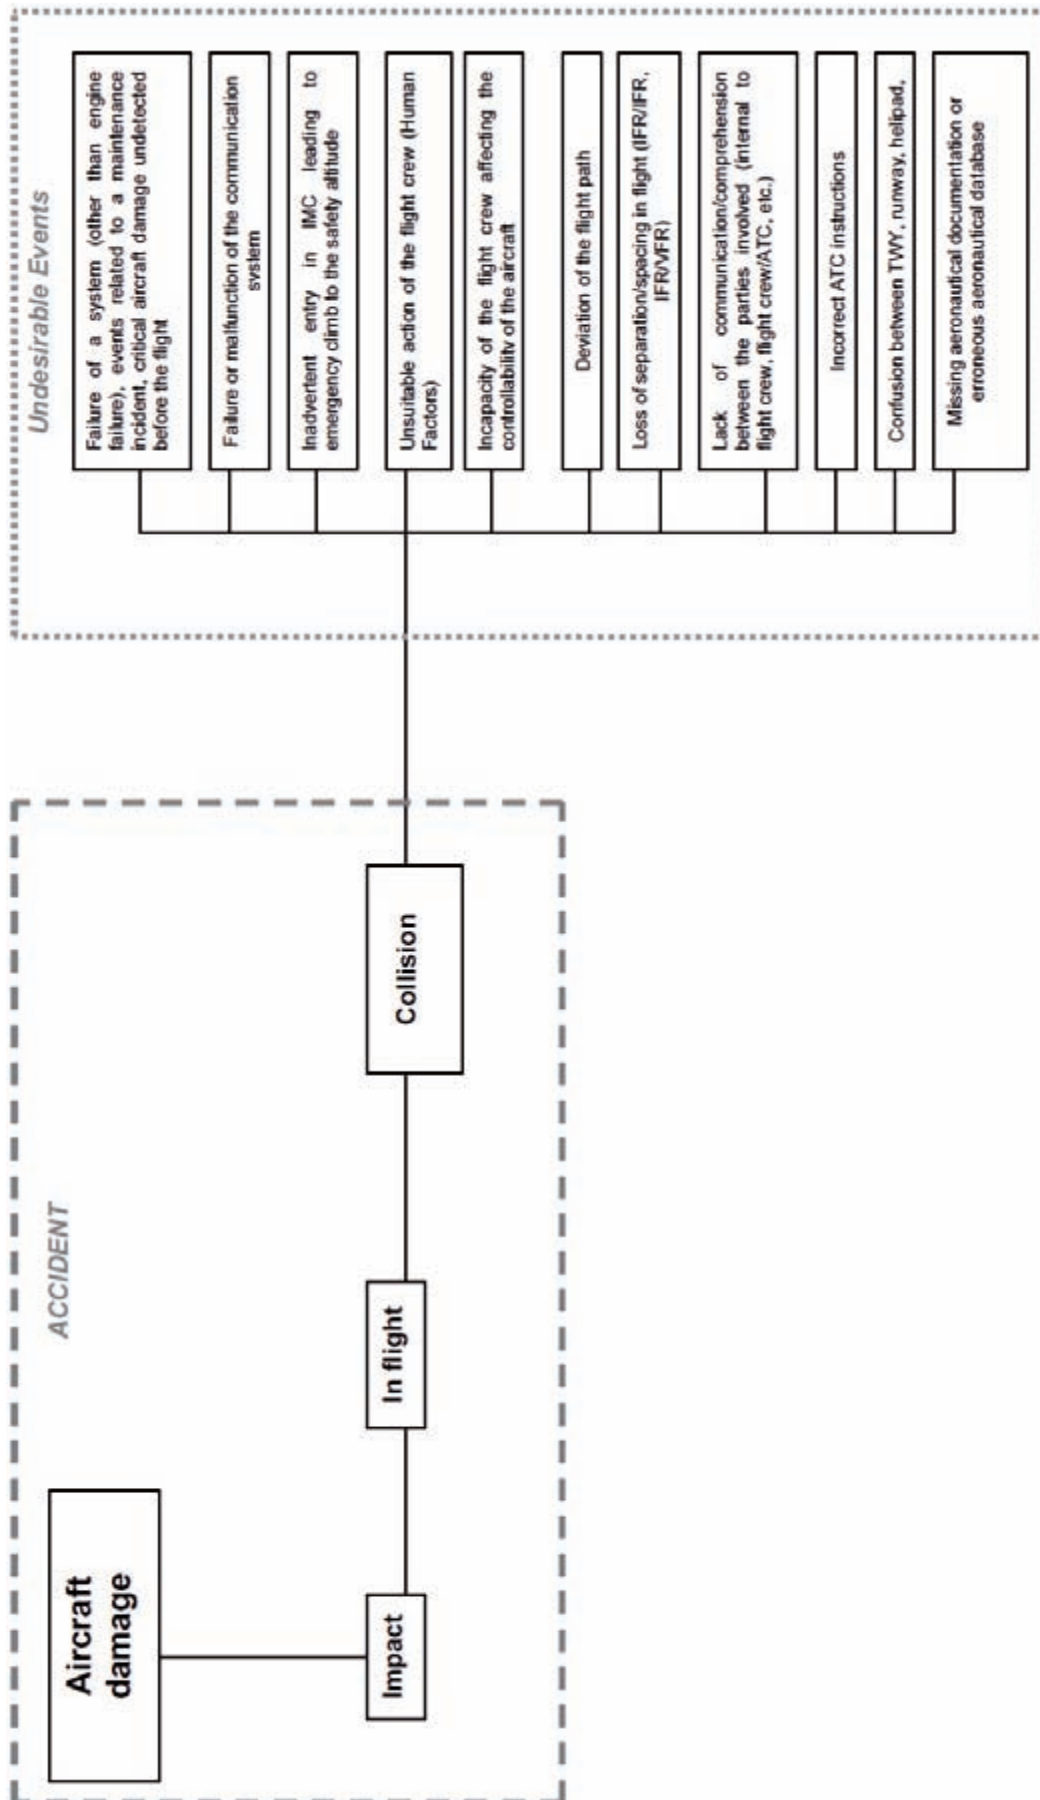 Undesirable Events
Failure of a system (other than engine
failure), events related to a maintenance
incident, critical aircraft damage undetected
before the flight
Failure or malfunction of the communication
system
Inadvertent entry in IMC leading to
emergency climb to the safety altitude
Unsuitable action of the flight crew (Human
Factors)
Incapacity of the flight crew affecting the
controllability of the aircraft
Deviation of the flight path
Loss of separation/spacing in flight (IFR/IFR,
IFR/VFR)
Lack of communication/comprehension
between the parties involved (internal to
flight crew, flight crew/ATC, etc.)
Incorrect ATC instructions
Confusion between TWY, runway, helipad,
Missing aeronautical documentation or
erroneous aeronautical database
ACCIDENT
Aircraft
damage
Impact
In flight
Collision